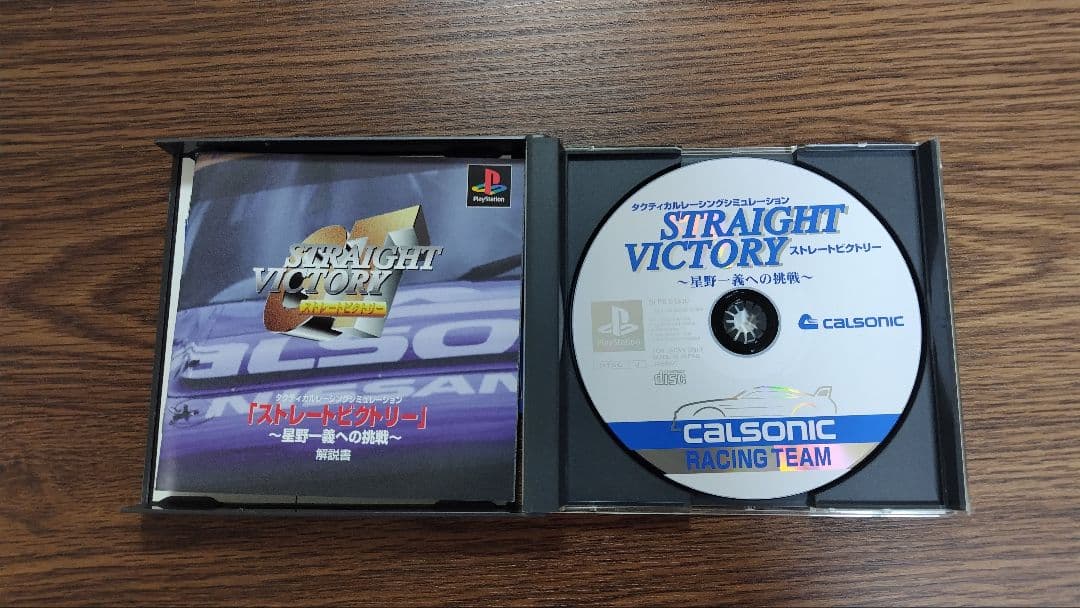 PlayStation
GT
STRAIGHT
VICTORY
ストレートビクトリー
CALSO
NISSAN
タクティカルレーシングシミュレーション
「ストレートビクトリー」
～星野一義への挑戦～
解説書
タクティカルレーシングシミュレーション
STRAIGHT
VICTORY ストレートビクトリー
～星野一義への挑戦～
PlayStation
CALSONIC
disc
CALSONIC
RACING TEAM